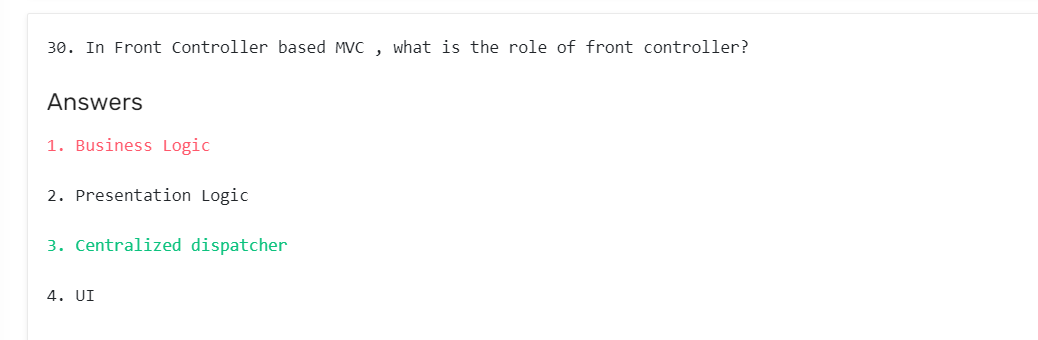 30. In Front Controller based MVC , what is the role of front controller?
Answers
1. Business Logic
2. Presentation Logic
3. Centralized dispatcher
4. UI